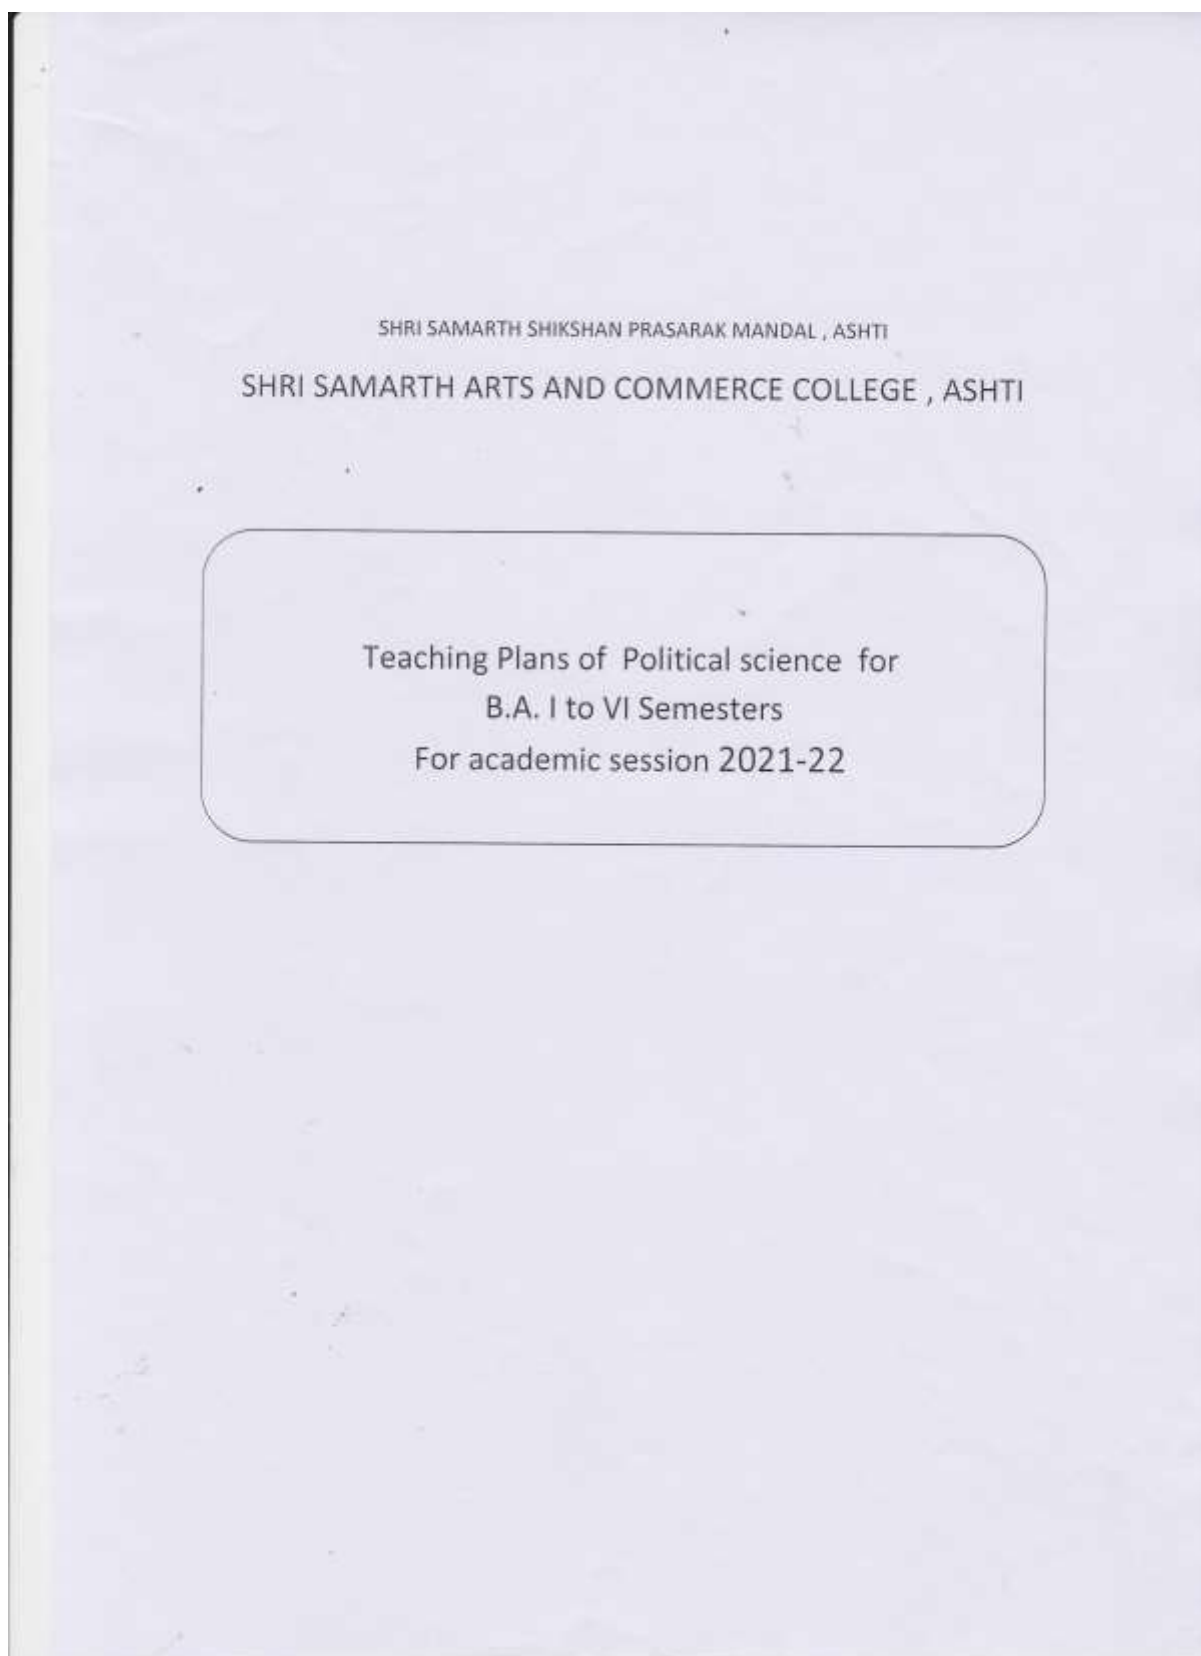 SHRI SAMARTH SHIKSHAN PRASARAK MANDAL , ASHTI
SHRI SAMARTH ARTS AND COMMERCE COLLEGE , ASHTI
Teaching Plans of Political science for
B.A. I to VI Semesters
For academic session 2021-22